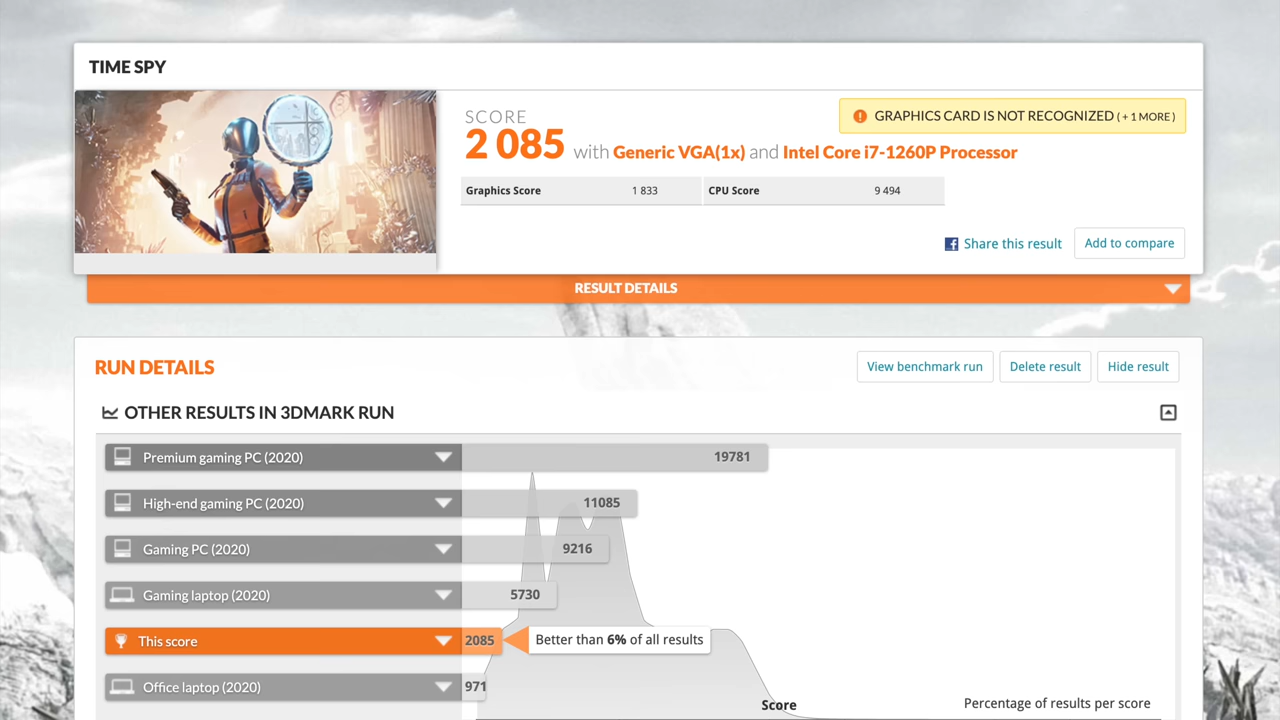 TIME SPY
SCORE
GRAPHICS CARD IS NOT RECOGNIZED ( + 1 MORE )
2 085 with Generic VGA(1x) and Intel Core i7-1260P Processor
Graphics Score 1 833 CPU Score 9 494
Share this result Add to compare
RESULT DETAILS
RUN DETAILS
View benchmark run Delete result Hide result
OTHER RESULTS IN 3DMARK RUN
Premium gaming PC (2020) 19781
High-end gaming PC (2020) 11085
Gaming PC (2020) 9216
Gaming laptop (2020) 5730
This score 2085 Better than 6% of all results
Office laptop (2020) 971
Score Percentage of results per score